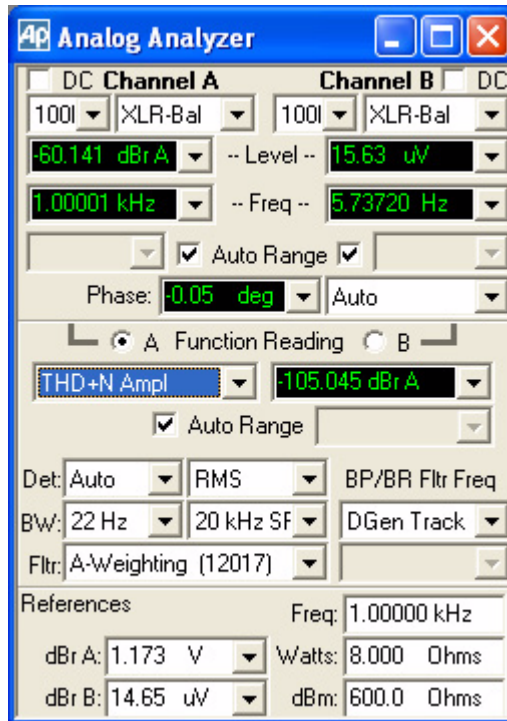 Ap Analog Analyzer
DC Channel A Channel B DC
XLR-Bal XLR-Bal
-60.141 dBr A -- Level -- 15.63 uV
1.00001 kHz -- Freq -- 5.73720 Hz
Auto Range
Phase: -0.05 deg Auto
A Function Reading B
THD+N Ampl -105.045 dBr A
Auto Range
Det: Auto RMS BP/BR Fltr Freq
BW: 22 Hz 20 kHz DGen Track
Fltr: A-Weighting (12017)
References Freq: 1.00000 kHz
dBr A: 1.173 V Watts: 8.000 Ohms
dBr B: 14.65 uV dBm: 600.0 Ohms